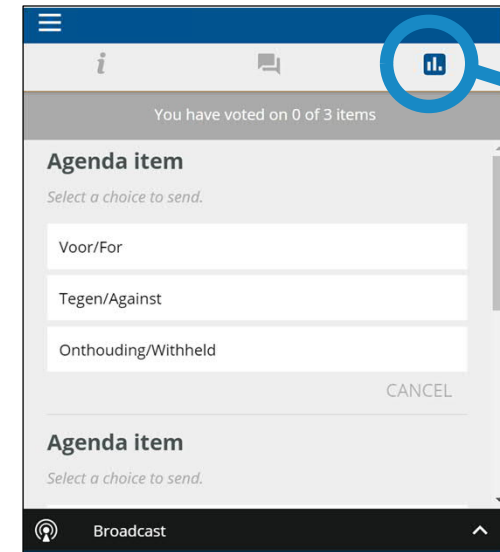 i
You have voted on 0 of 3 items
Agenda item
Select a choice to send.
Voor/For
Tegen/Against
Onthouding/Withheld
CANCEL
Agenda item
Select a choice to send.
Broadcast